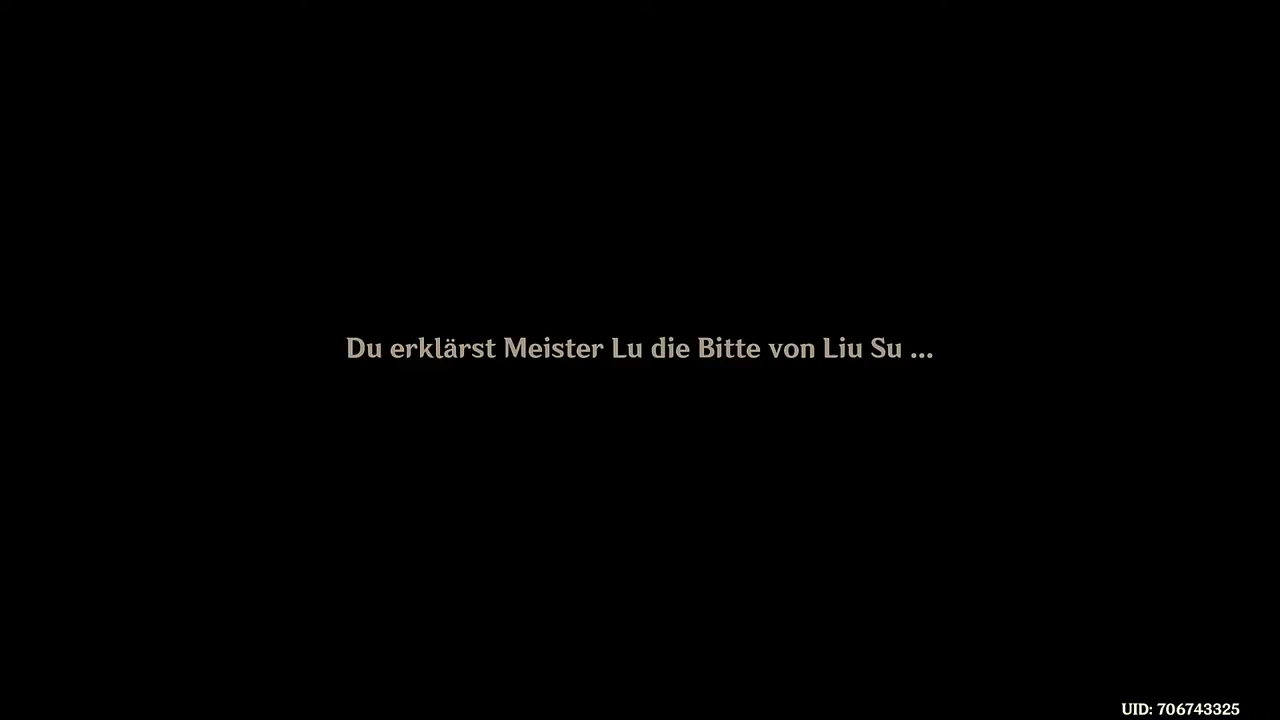 Du erklärst Meister Lu die Bitte von Liu Su ...
UID: 706743325